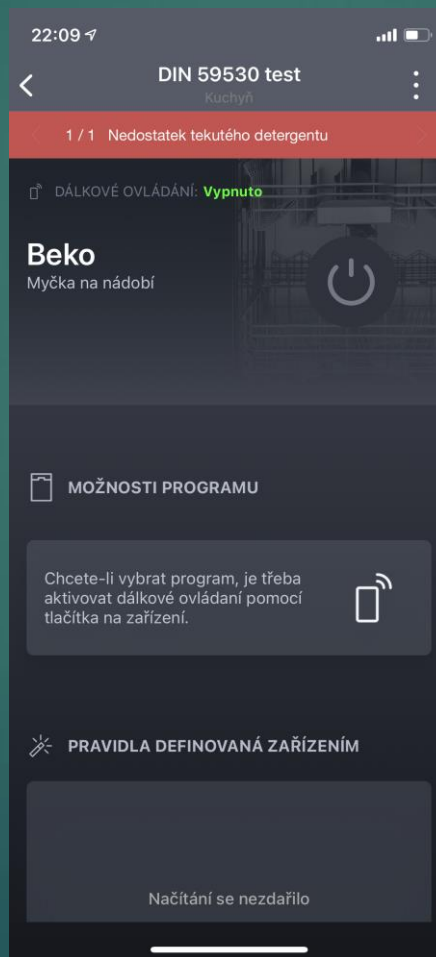 22:09
DIN 59530 test
Kuchyň
1 / 1 Nedostatek tekutého detergentu
DÁLKOVÉ OVLÁDÁNÍ: Vypnuto
Beko
Myčka na nádobí
MOŽNOSTI PROGRAMU
Chcete-li vybrat program, je třeba
aktivovat dálkové ovládaní pomocí
tlačítka na zařízení.
PRAVIDLA DEFINOVANÁ ZAŘÍZENÍM
Načítání se nezdařilo